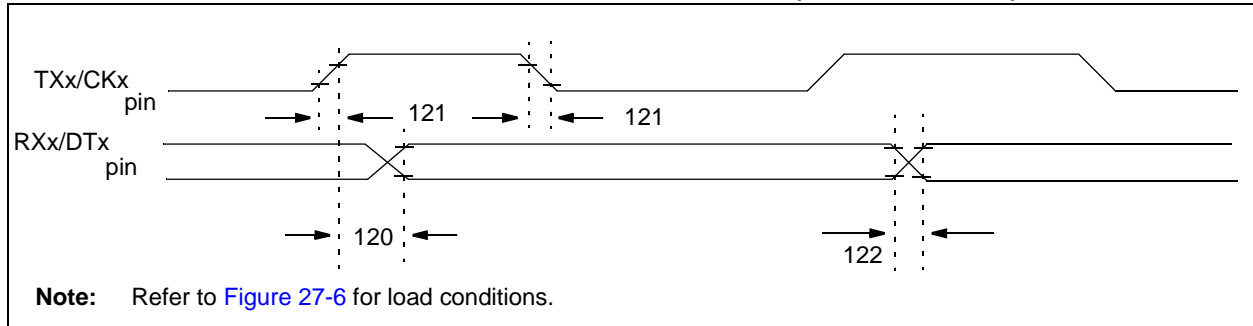 TXx/CKx
pin
121
121
RXx/DTx
pin
120
122
Note: Refer to Figure 27-6 for load conditions.